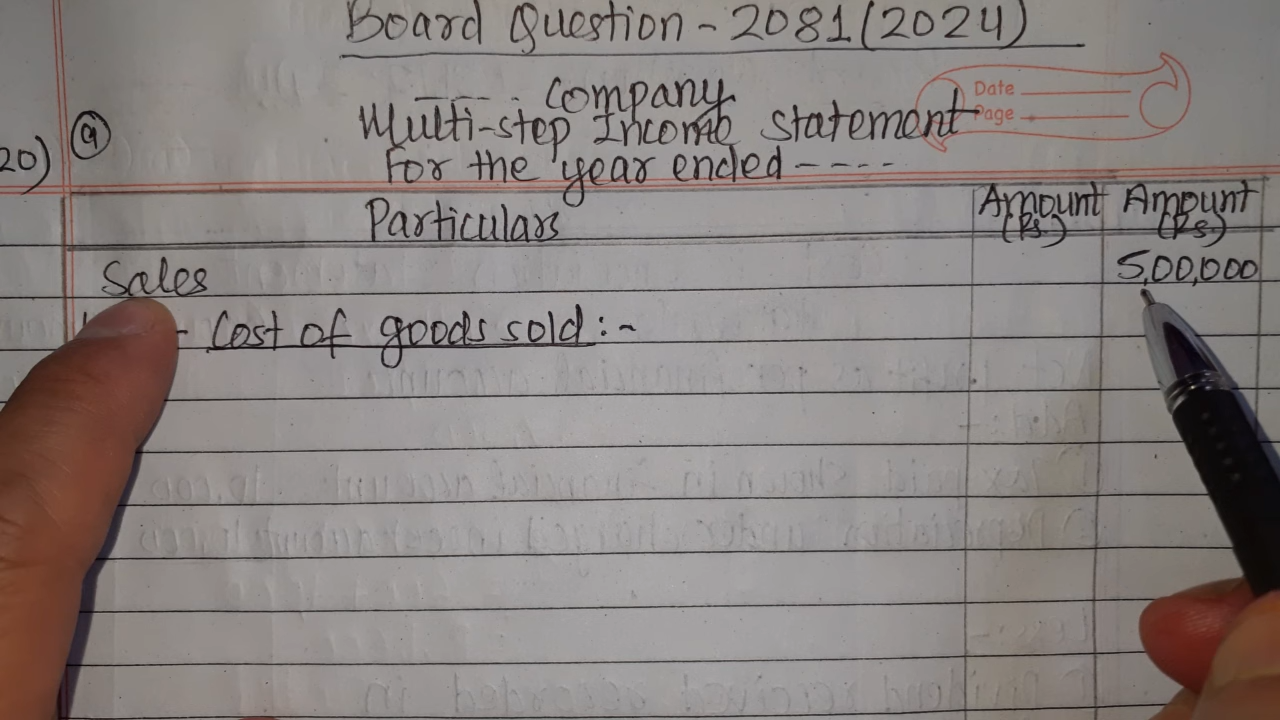 Board Question - 2081 (2024)
Date
Page
20) a
---- . Company
Multi-step Income statement
For the year ended ----
Particulars Amount (Rs.) Amount (Rs.)
Sales 5,00,000
- Cost of goods sold :-